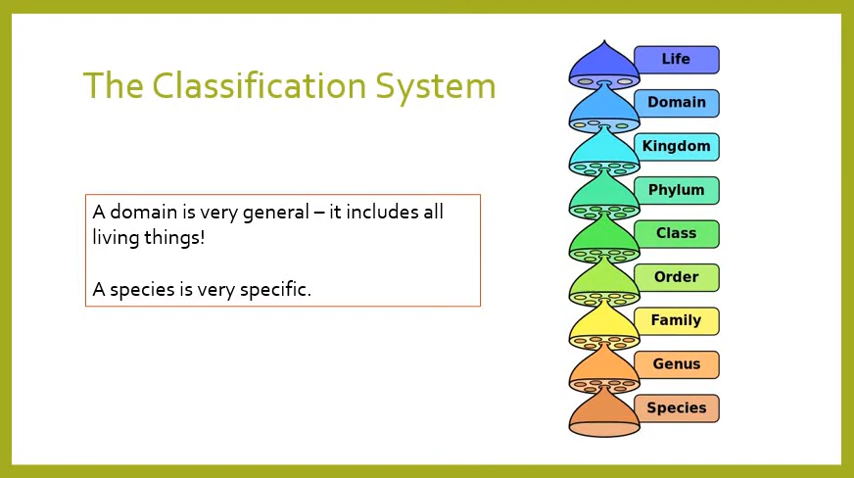 The Classification System
A domain is very general – it includes all
living things!
A species is very specific.
Life
Domain
Kingdom
Phylum
Class
Order
Family
Genus
Species